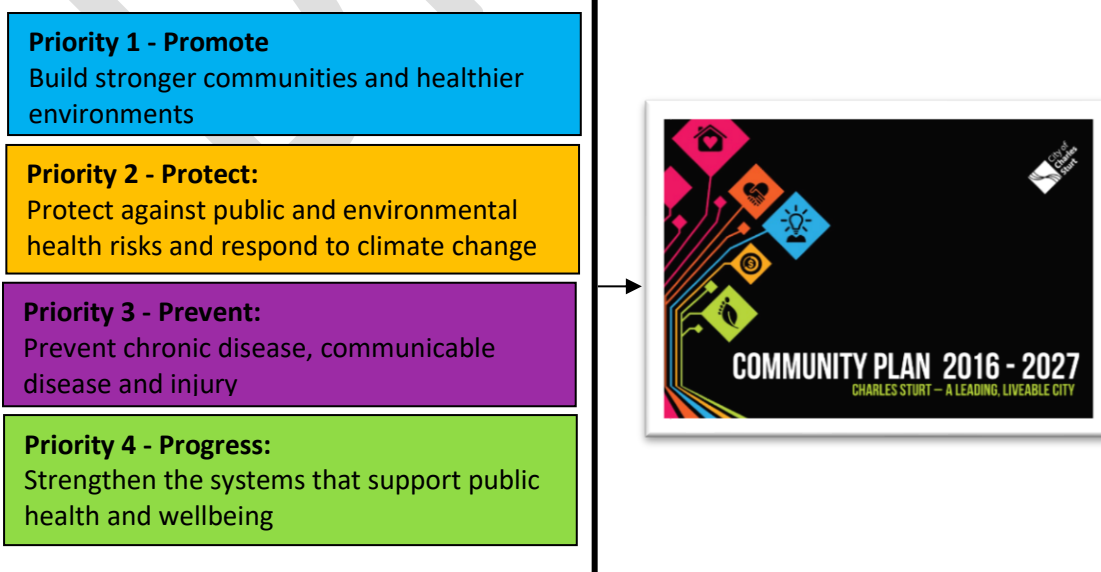 Priority 1 - Promote
Build stronger communities and healthier
environments
Priority 2 - Protect:
Protect against public and environmental
health risks and respond to climate change
Priority 3 - Prevent:
Prevent chronic disease, communicable
disease and injury
Priority 4 - Progress:
Strengthen the systems that support public
health and wellbeing
City of
Charles
Sturt
COMMUNITY PLAN 2016 - 2027
CHARLES STURT – A LEADING, LIVEABLE CITY